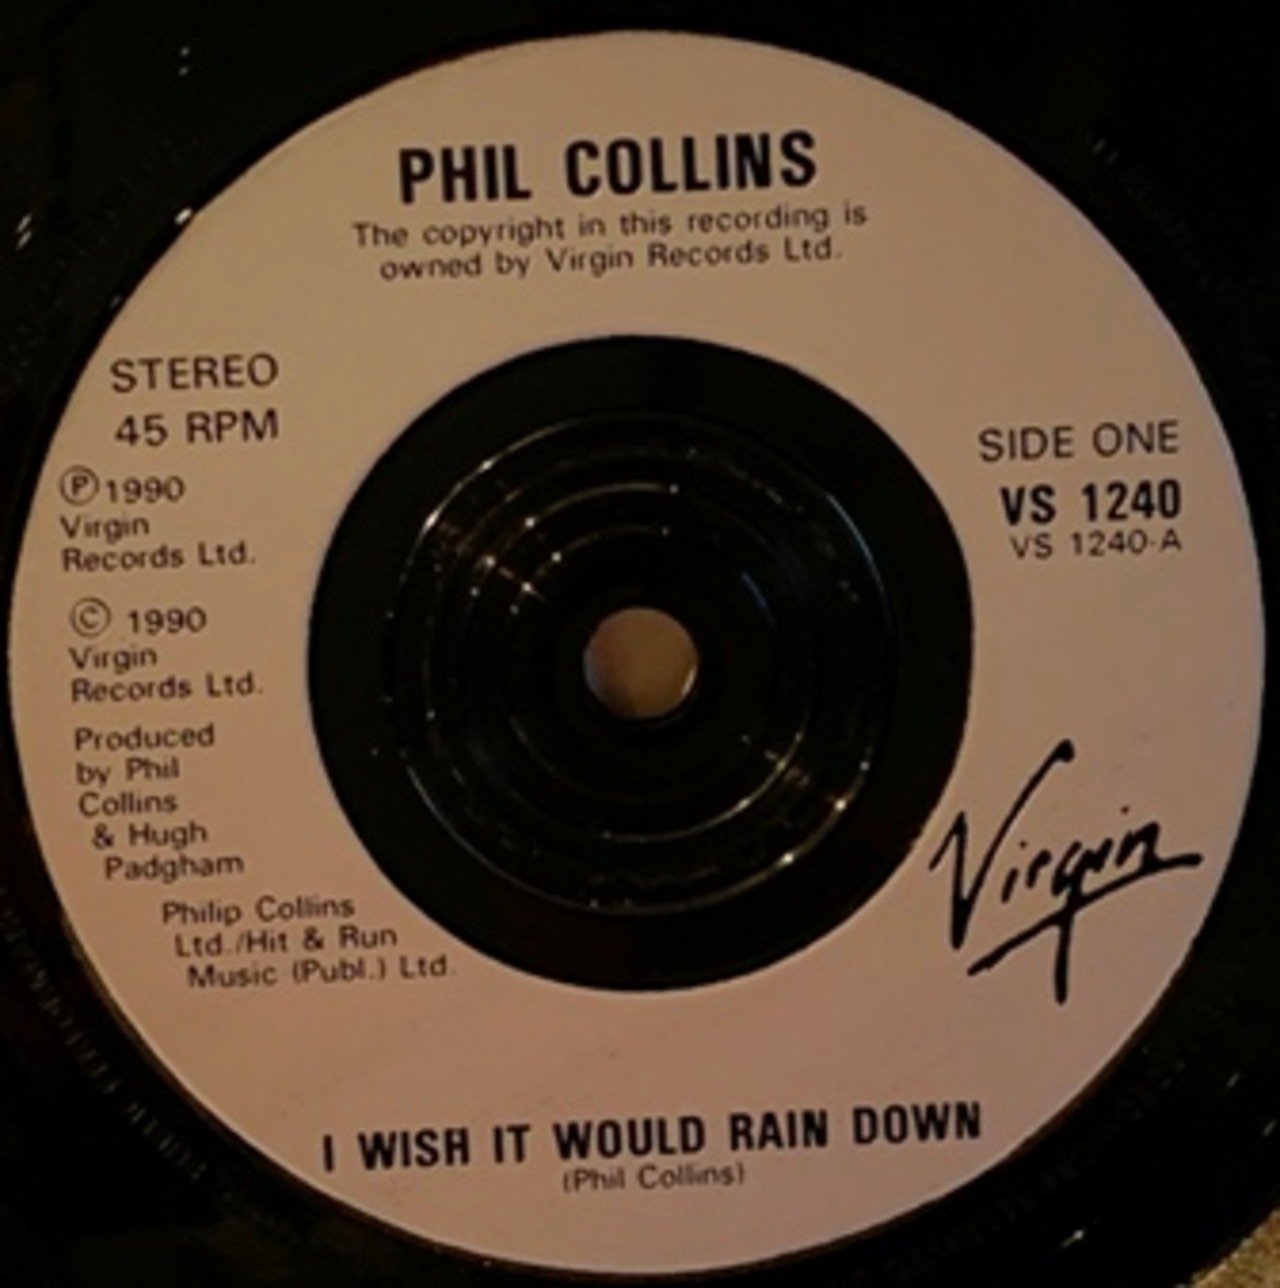 PHIL COLLINS
The copyright in this recording is
owned by Virgin Records Ltd.
STEREO
45 RPM
Ⓟ1990
Virgin
Records Ltd.
© 1990
Virgin
Records Ltd.
Produced
by Phil
Collins
& Hugh
Padgham
Philip Collins
Ltd./Hit & Run
Music (Publ.) Ltd.
SIDE ONE
VS 1240
VS 1240-A
Virgin
I WISH IT WOULD RAIN DOWN
(Phil Collins)